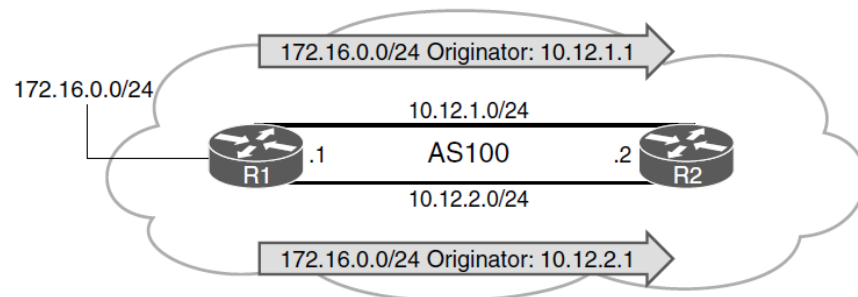 172.16.0.0/24 Originator: 10.12.1.1
172.16.0.0/24
10.12.1.0/24
.1
AS100
.2
R1
R2
10.12.2.0/24
172.16.0.0/24 Originator: 10.12.2.1